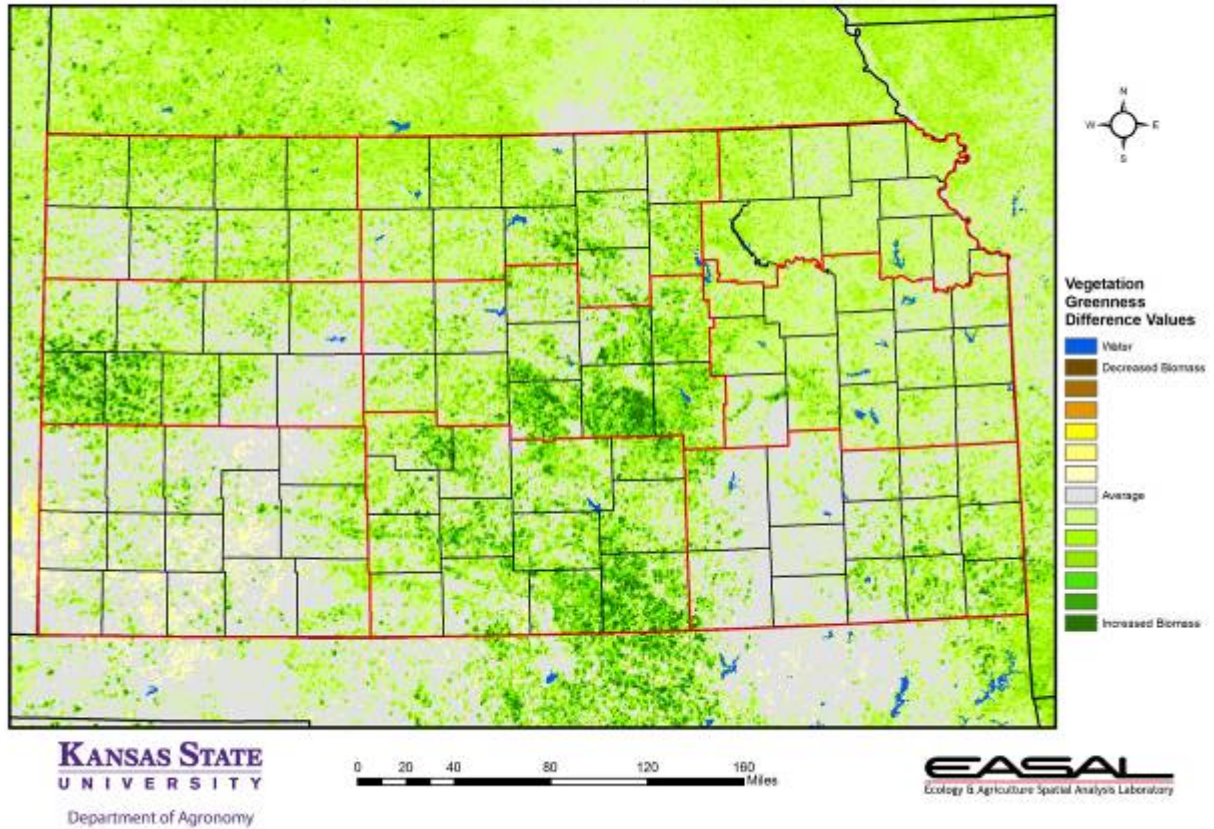 N
W E
S
Vegetation
Greenness
Difference Values
Water
Decreased Biomass
Average
Increased Biomass
KANSAS STATE
UNIVERSITY
Department of Agronomy
0 20 40 80 120 160
Miles
EASAL
Ecology & Agriculture Spatial Analysis Laboratory